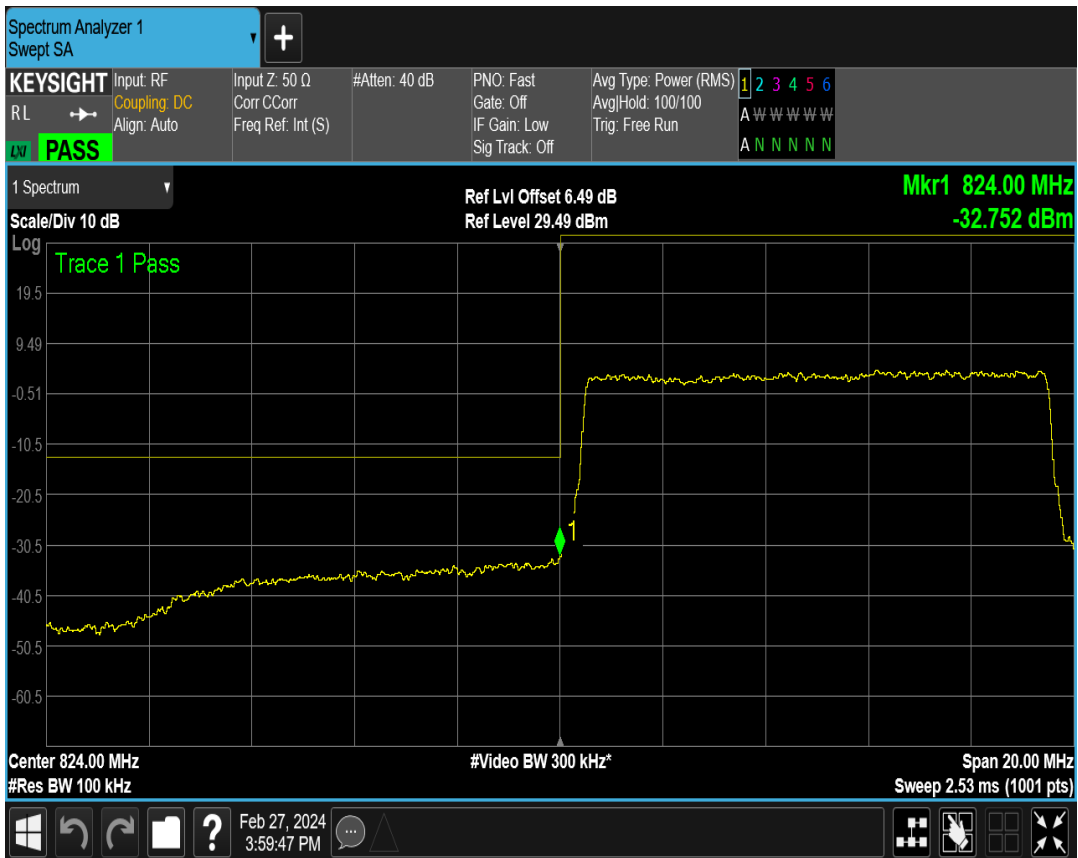 Spectrum Analyzer 1
Swept SA
+
KEYSIGHT
RL
LXI PASS
Input: RF
Coupling: DC
Align: Auto
Input Z: 50 Ω
Corr CCorr
Freq Ref: Int (S)
#Atten: 40 dB
PNO: Fast
Gate: Off
IF Gain: Low
Sig Track: Off
Avg Type: Power (RMS)
Avg|Hold: 100/100
Trig: Free Run
1 2 3 4 5 6
A W W W W W
A N N N N N
1 Spectrum
Scale/Div 10 dB
Ref Lvl Offset 6.49 dB
Ref Level 29.49 dBm
Mkr1 824.00 MHz
-32.752 dBm
Log
Trace 1 Pass
19.5
9.49
-0.51
-10.5
-20.5
1
-30.5
-40.5
-50.5
-60.5
Center 824.00 MHz
#Video BW 300 kHz*
Span 20.00 MHz
#Res BW 100 kHz
Sweep 2.53 ms (1001 pts)
?
Feb 27, 2024
3:59:47 PM